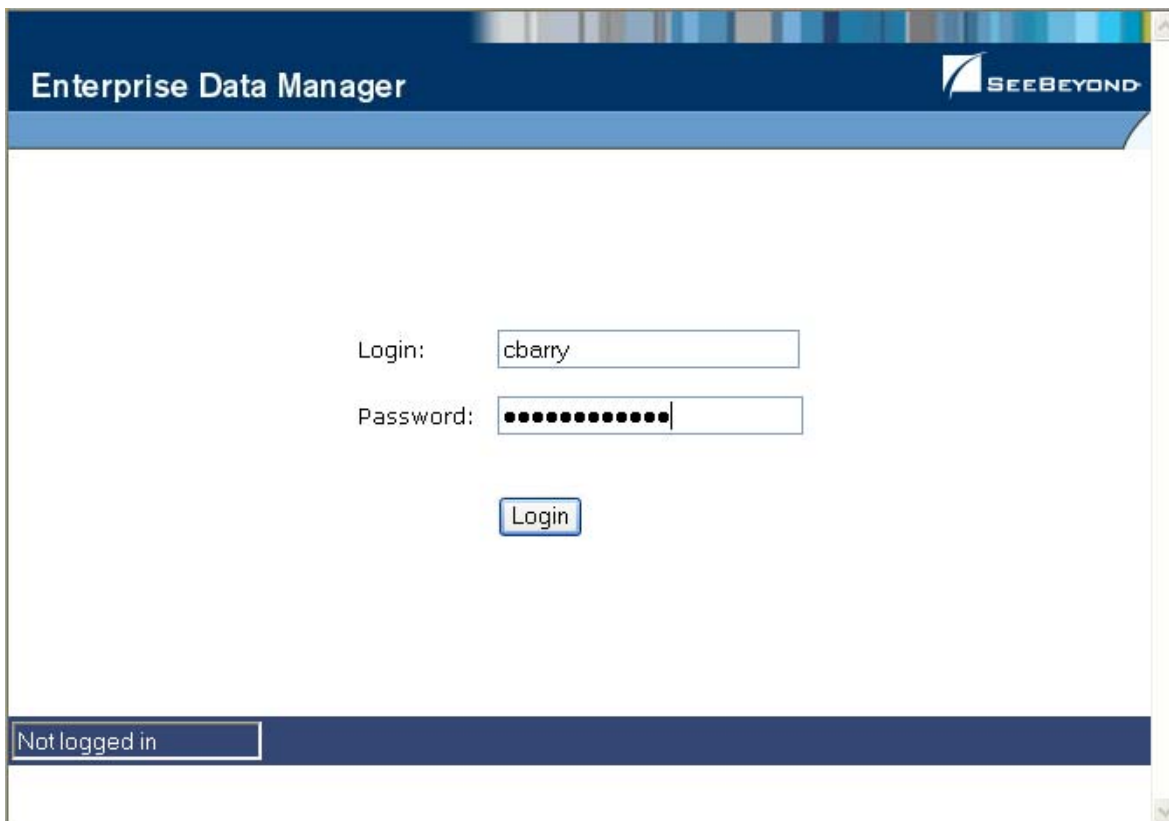 Enterprise Data Manager
SEEBEYOND
Login: cbarry
Password: ••••••••••••
Login
Not logged in